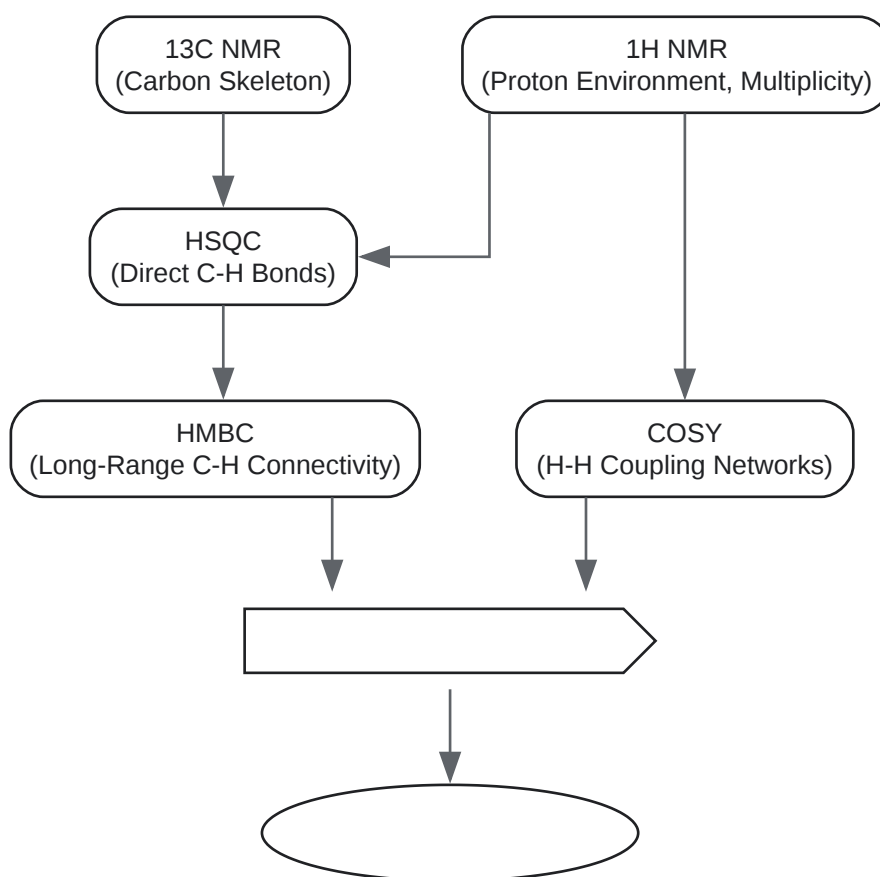 13C NMR
(Carbon Skeleton)
1H NMR
(Proton Environment, Multiplicity)
HSQC
(Direct C-H Bonds)
HMBC
(Long-Range C-H Connectivity)
COSY
(H-H Coupling Networks)